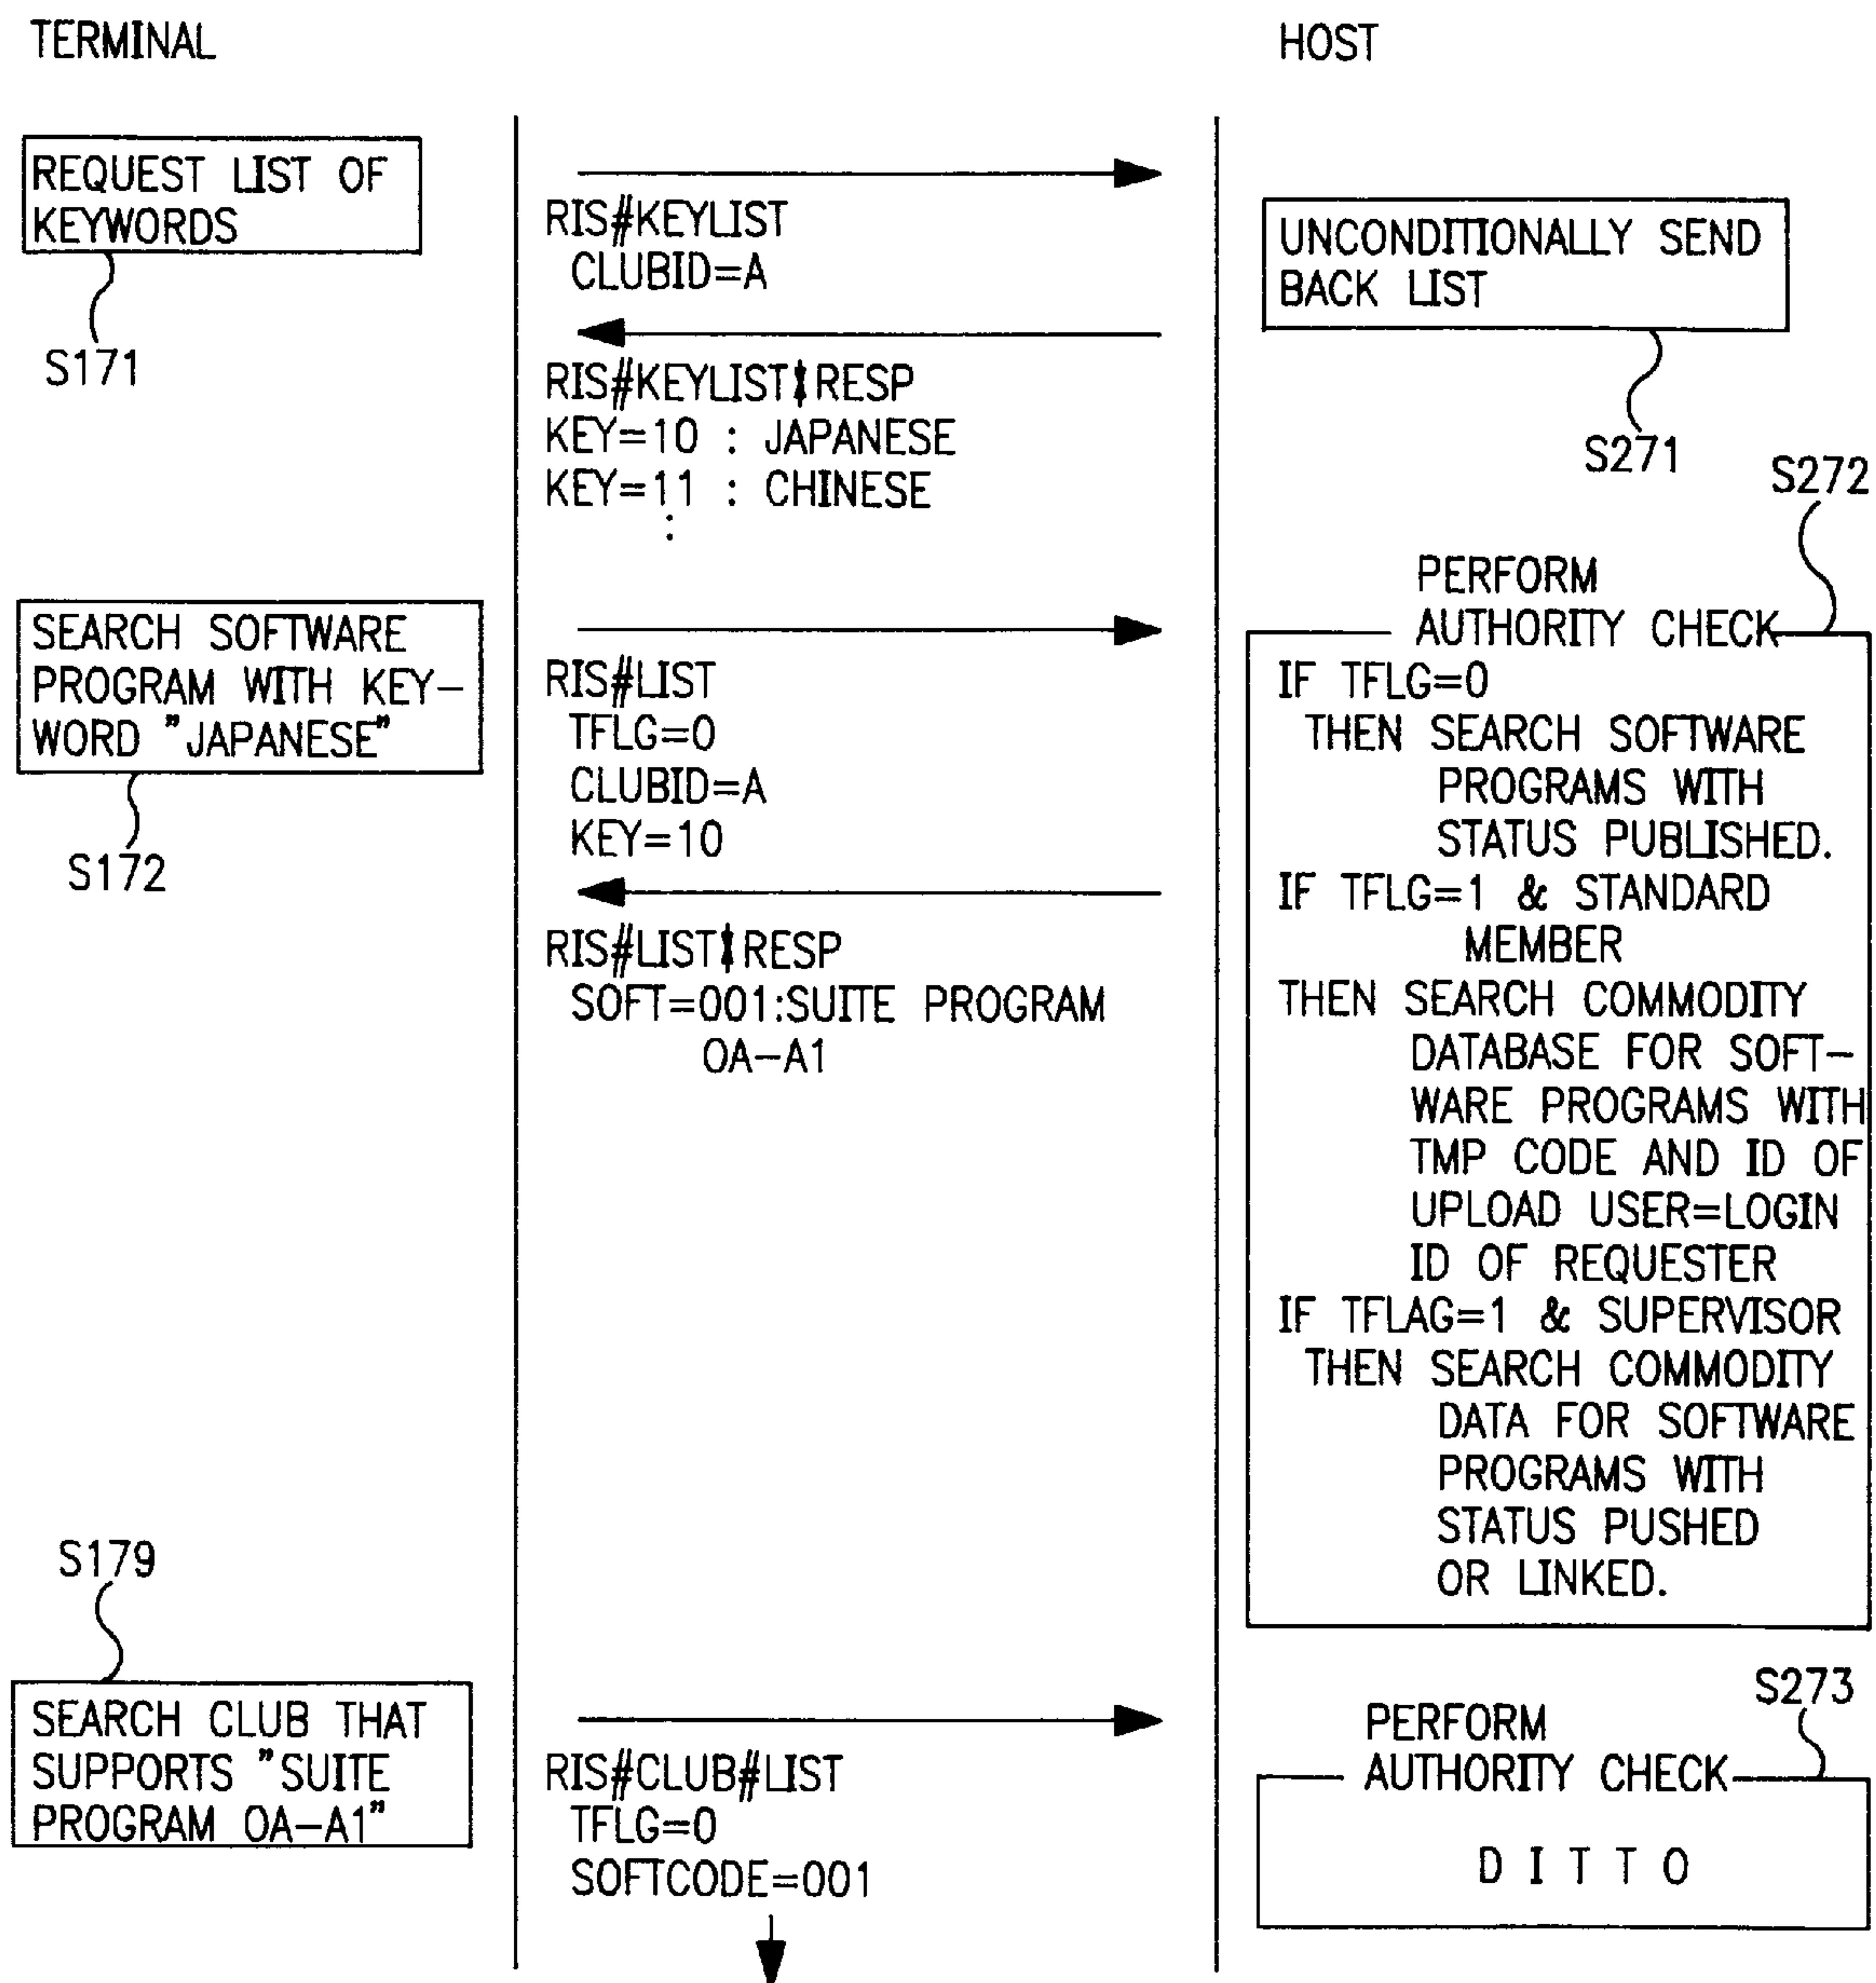 TERMINAL
HOST
REQUEST LIST OF
KEYWORDS
S171
RIS#KEYLIST
CLUBID=A
UNCONDITIONALLY SEND
BACK LIST
S271
RIS#KEYLIST RESP
KEY=10 : JAPANESE
KEY=11 : CHINESE
:
S272
SEARCH SOFTWARE
PROGRAM WITH KEY-
WORD "JAPANESE"
S172
RIS#LIST
TFLG=0
CLUBID=A
KEY=10
RIS#LIST RESP
SOFT=001:SUITE PROGRAM
OA-A1
PERFORM
AUTHORITY CHECK
IF TFLG=0
THEN SEARCH SOFTWARE
PROGRAMS WITH
STATUS PUBLISHED.
IF TFLG=1 & STANDARD
MEMBER
THEN SEARCH COMMODITY
DATABASE FOR SOFT-
WARE PROGRAMS WITH
TMP CODE AND ID OF
UPLOAD USER=LOGIN
ID OF REQUESTER
IF TFLAG=1 & SUPERVISOR
THEN SEARCH COMMODITY
DATA FOR SOFTWARE
PROGRAMS WITH
STATUS PUSHED
OR LINKED.
S179
SEARCH CLUB THAT
SUPPORTS "SUITE
PROGRAM OA-A1"
RIS#CLUB#LIST
TFLG=0
SOFTCODE=001
S273
PERFORM
AUTHORITY CHECK
D I T T O